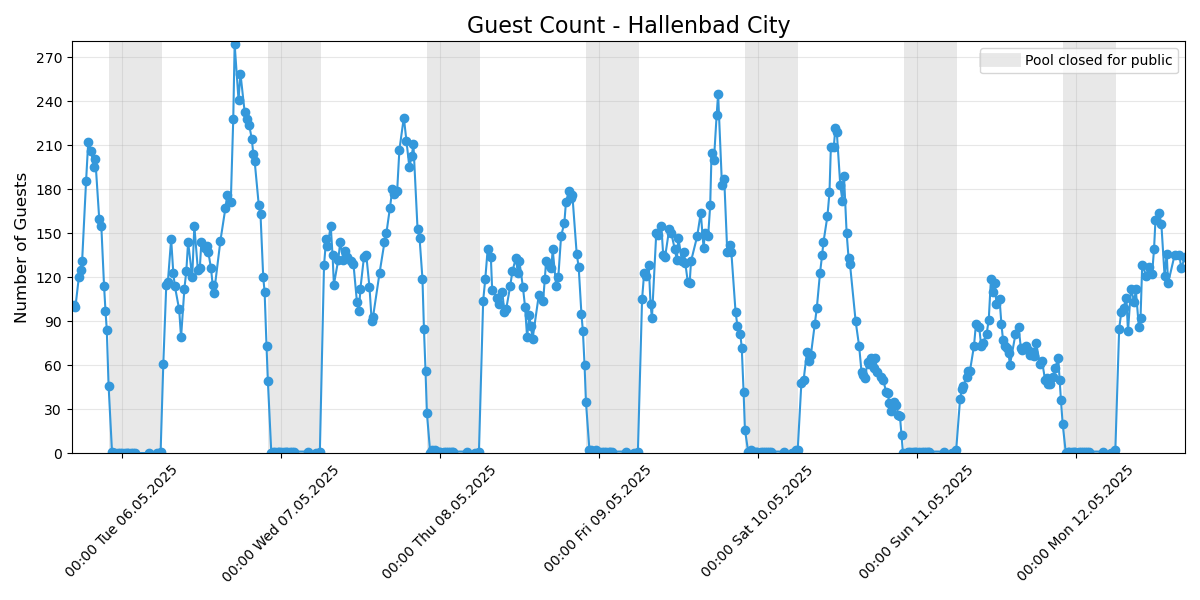 Guest Count - Hallenbad City
Pool closed for public
Number of Guests
270
240
210
180
150
120
90
60
30
0
00:00 Tue 06.05.2025
00:00 Wed 07.05.2025
00:00 Thu 08.05.2025
00:00 Fri 09.05.2025
00:00 Sat 10.05.2025
00:00 Sun 11.05.2025
00:00 Mon 12.05.2025